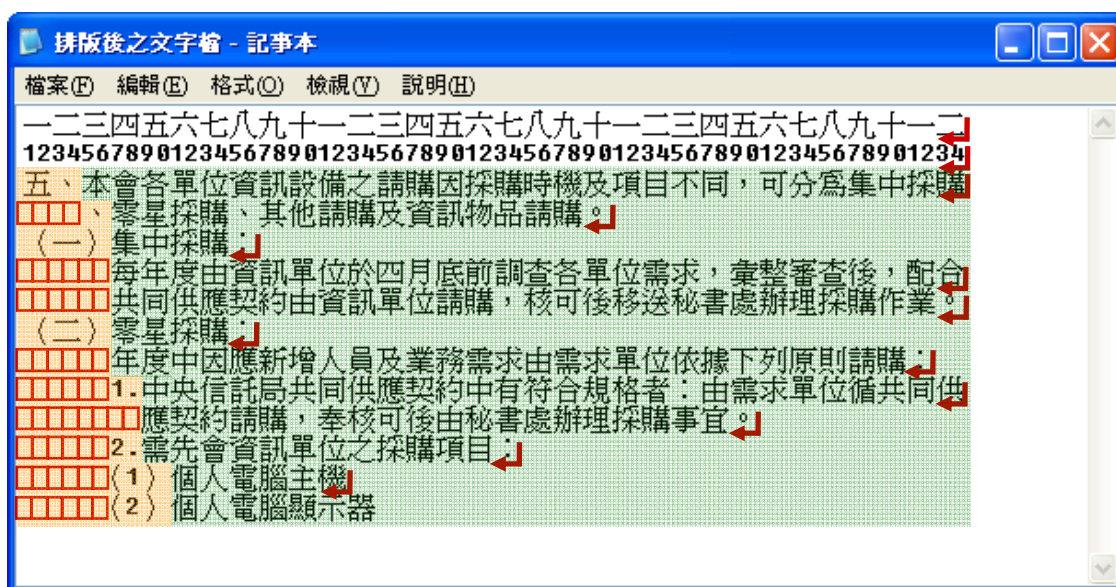 排版後之文字檔 - 記事本
檔案(F) 編輯(E) 格式(O) 檢視(V) 說明(H)
一二三四五六七八九十一二三四五六七八九十一二三四五六七八九十一二
1234567890123456789012345678901234567890123456789012345678901234
五、本會各單位資訊設備之請購因採購時機及項目不同，可分為集中採購
、零星採購、其他請購及資訊物品請購。
（一）集中採購：
每年度由資訊單位於四月底前調查各單位需求，彙整審查後，配合
共同供應契約由資訊單位請購，核可後移送秘書處辦理採購作業。
（二）零星採購：
年度中因應新增人員及業務需求由需求單位依據下列原則請購：
1.中央信託局共同供應契約中有符合規格者：由需求單位循共同供
應契約請購，奉核可後由秘書處辦理採購事宜。
2.需先會資訊單位之採購項目：
(1) 個人電腦主機
(2) 個人電腦顯示器